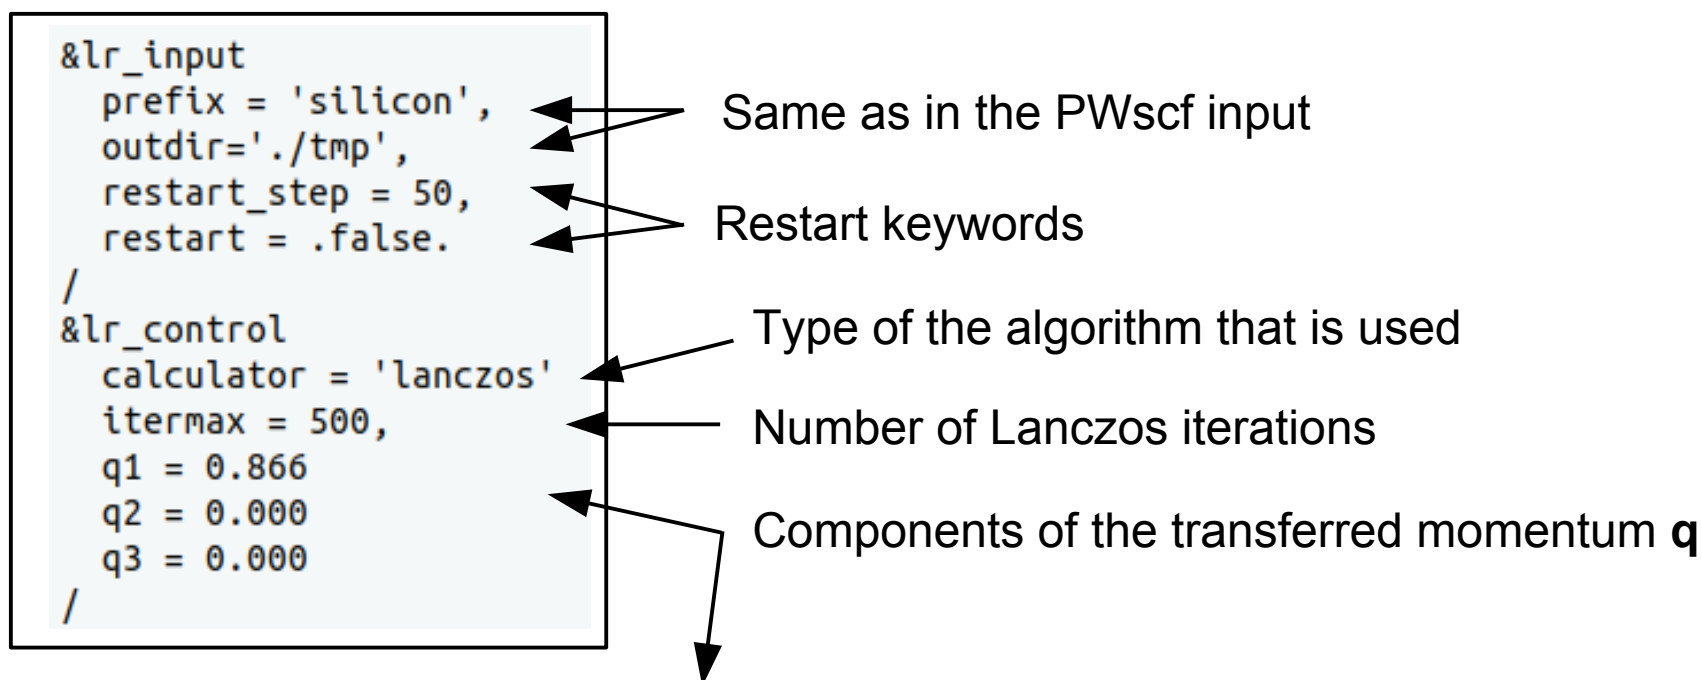 &lr_input
prefix = 'silicon',
outdir='./tmp',
restart_step = 50,
restart = .false.
/
&lr_control
calculator = 'lanczos'
itermax = 500,
q1 = 0.866
q2 = 0.000
q3 = 0.000
/
Same as in the PWscf input
Restart keywords
Type of the algorithm that is used
Number of Lanczos iterations
Components of the transferred momentum q